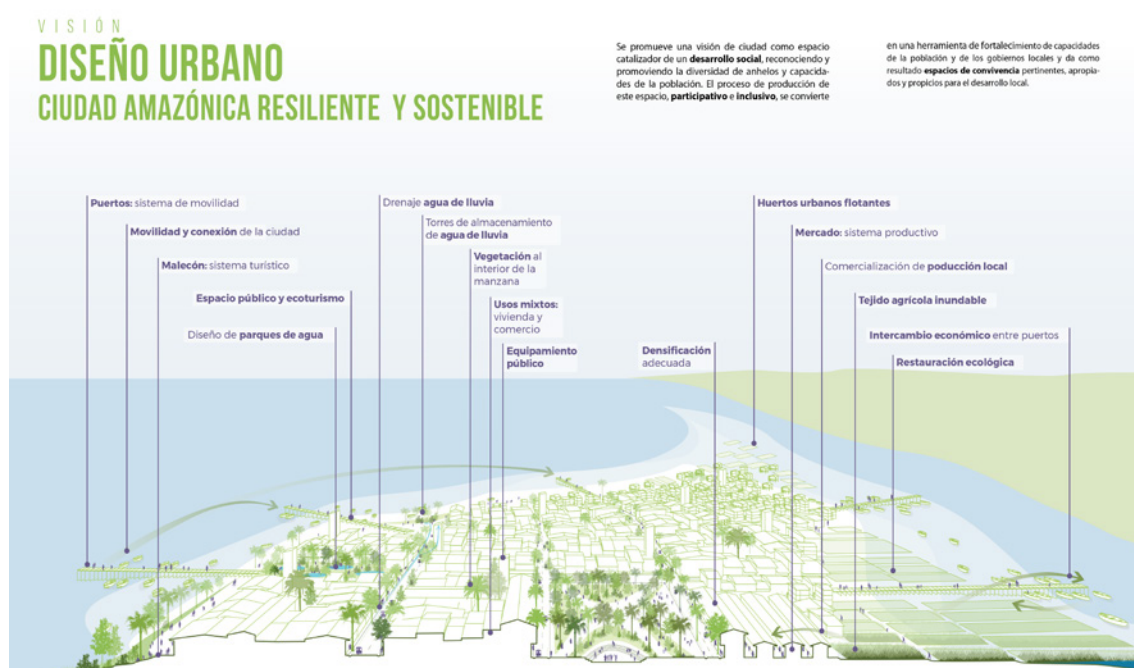 VISIÓN
DISEÑO URBANO
CIUDAD AMAZÓNICA RESILIENTE Y SOSTENIBLE
Se promueve una visión de ciudad como espacio
catalizador de un desarrollo social, reconociendo y
promoviendo la diversidad de anhelos y capacida-
des de la población. El proceso de producción de
este espacio, participativo e inclusivo, se convierte
en una herramienta de fortalecimiento de capacidades
de la población y de los gobiernos locales y da como
resultado espacios de convivencia pertinentes, apropia-
dos y propicios para el desarrollo local.
Puertos: sistema de movilidad
Movilidad y conexión de la ciudad
Malecón: sistema turístico
Espacio público y ecoturismo
Diseño de parques de agua
Drenaje agua de lluvia
Torres de almacenamiento
de agua de lluvia
Vegetación al
interior de la
manzana
Usos mixtos:
vivienda y
comercio
Equipamiento
público
Densificación
adecuada
Huertos urbanos flotantes
Mercado: sistema productivo
Comercialización de poducción local
Tejido agrícola inundable
Intercambio económico entre puertos
Restauración ecológica